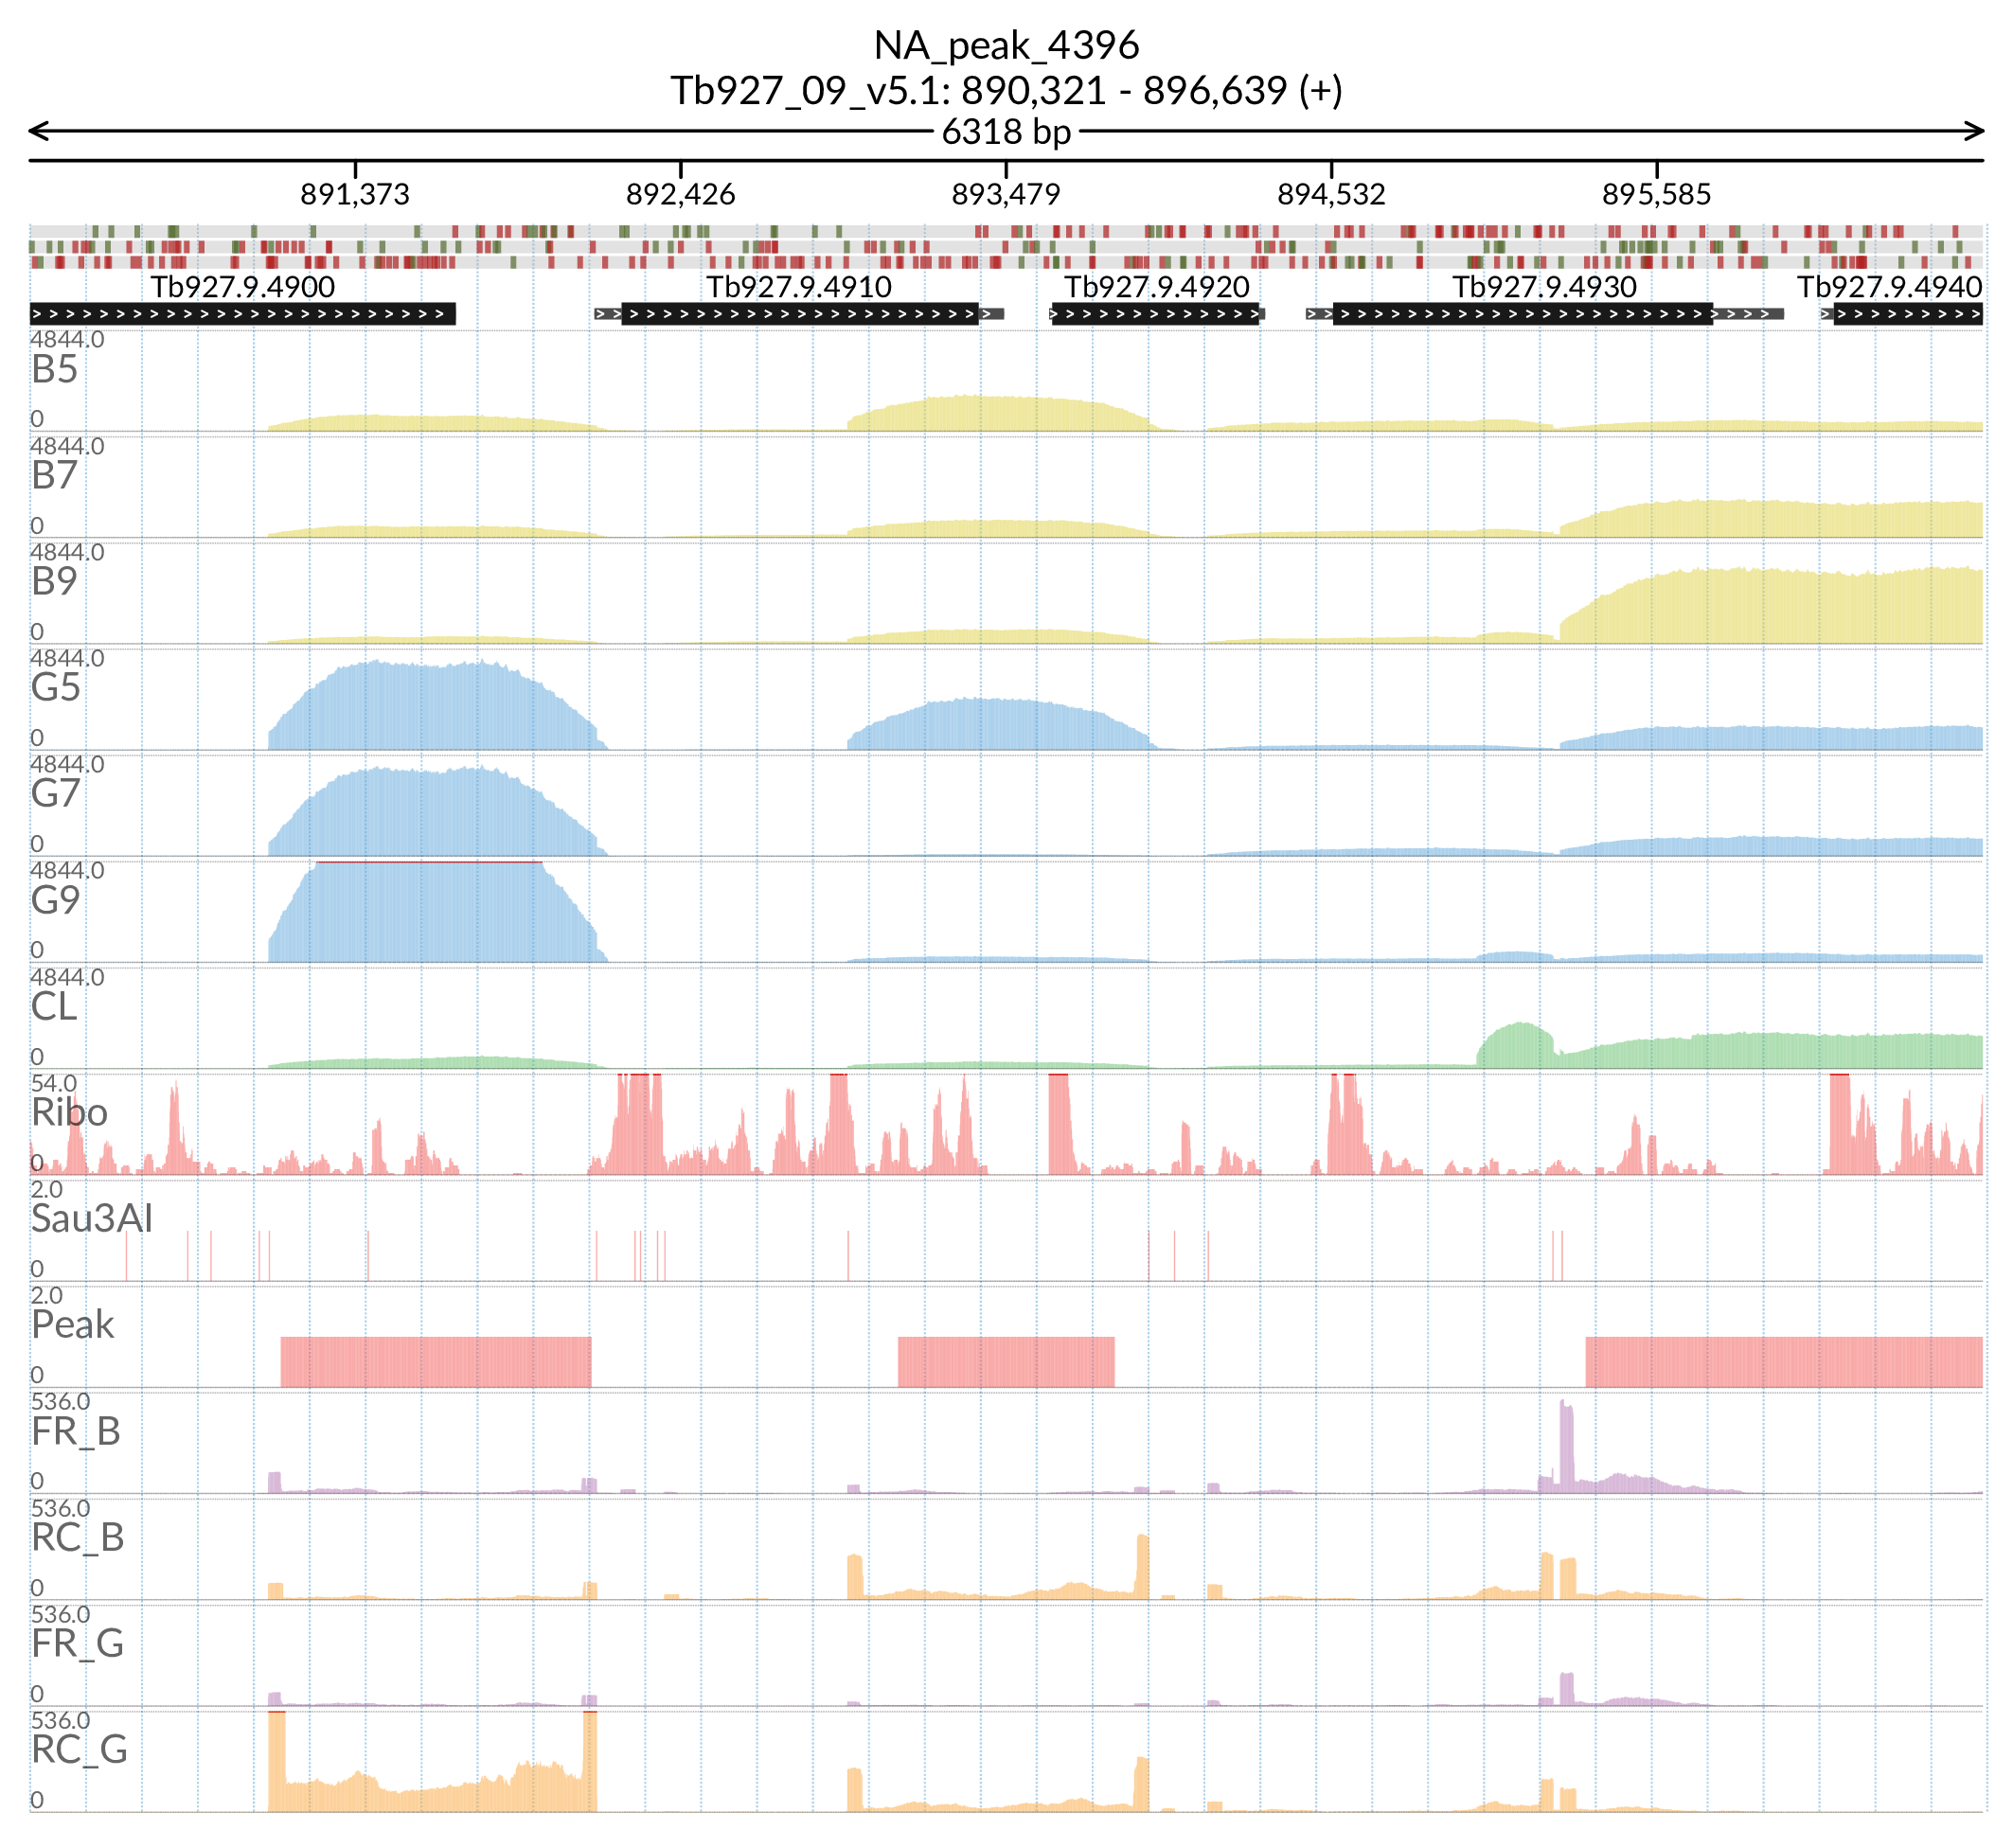 NA_peak_4396
Tb927_09_v5.1: 890,321 - 896,639 (+)
6318 bp
891,373 892,426 893,479 894,532 895,585
Tb927.9.4900 Tb927.9.4910 Tb927.9.4920 Tb927.9.4930 Tb927.9.4940
4844.0
B5
0
4844.0
B7
0
4844.0
B9
0
4844.0
G5
0
4844.0
G7
0
4844.0
G9
0
4844.0
CL
0
54.0
Ribo
0
2.0
Sau3AI
0
2.0
Peak
0
536.0
FR_B
0
536.0
RC_B
0
536.0
FR_G
0
536.0
RC_G
0